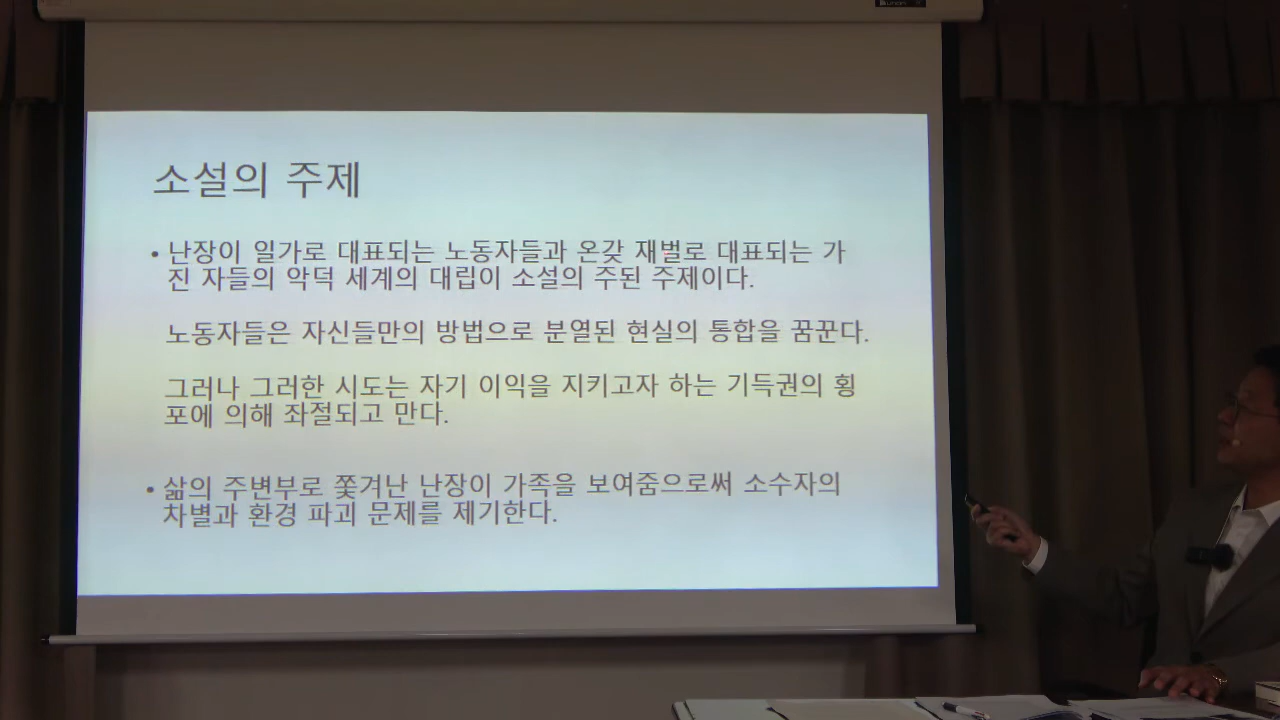 소설의 주제
• 난장이 일가로 대표되는 노동자들과 온갖 재벌로 대표되는 가
진 자들의 악덕 세계의 대립이 소설의 주된 주제이다.
노동자들은 자신들만의 방법으로 분열된 현실의 통합을 꿈꾼다.
그러나 그러한 시도는 자기 이익을 지키고자 하는 기득권의 횡
포에 의해 좌절되고 만다.
• 삶의 주변부로 쫓겨난 난장이 가족을 보여줌으로써 소수자의
차별과 환경 파괴 문제를 제기한다.